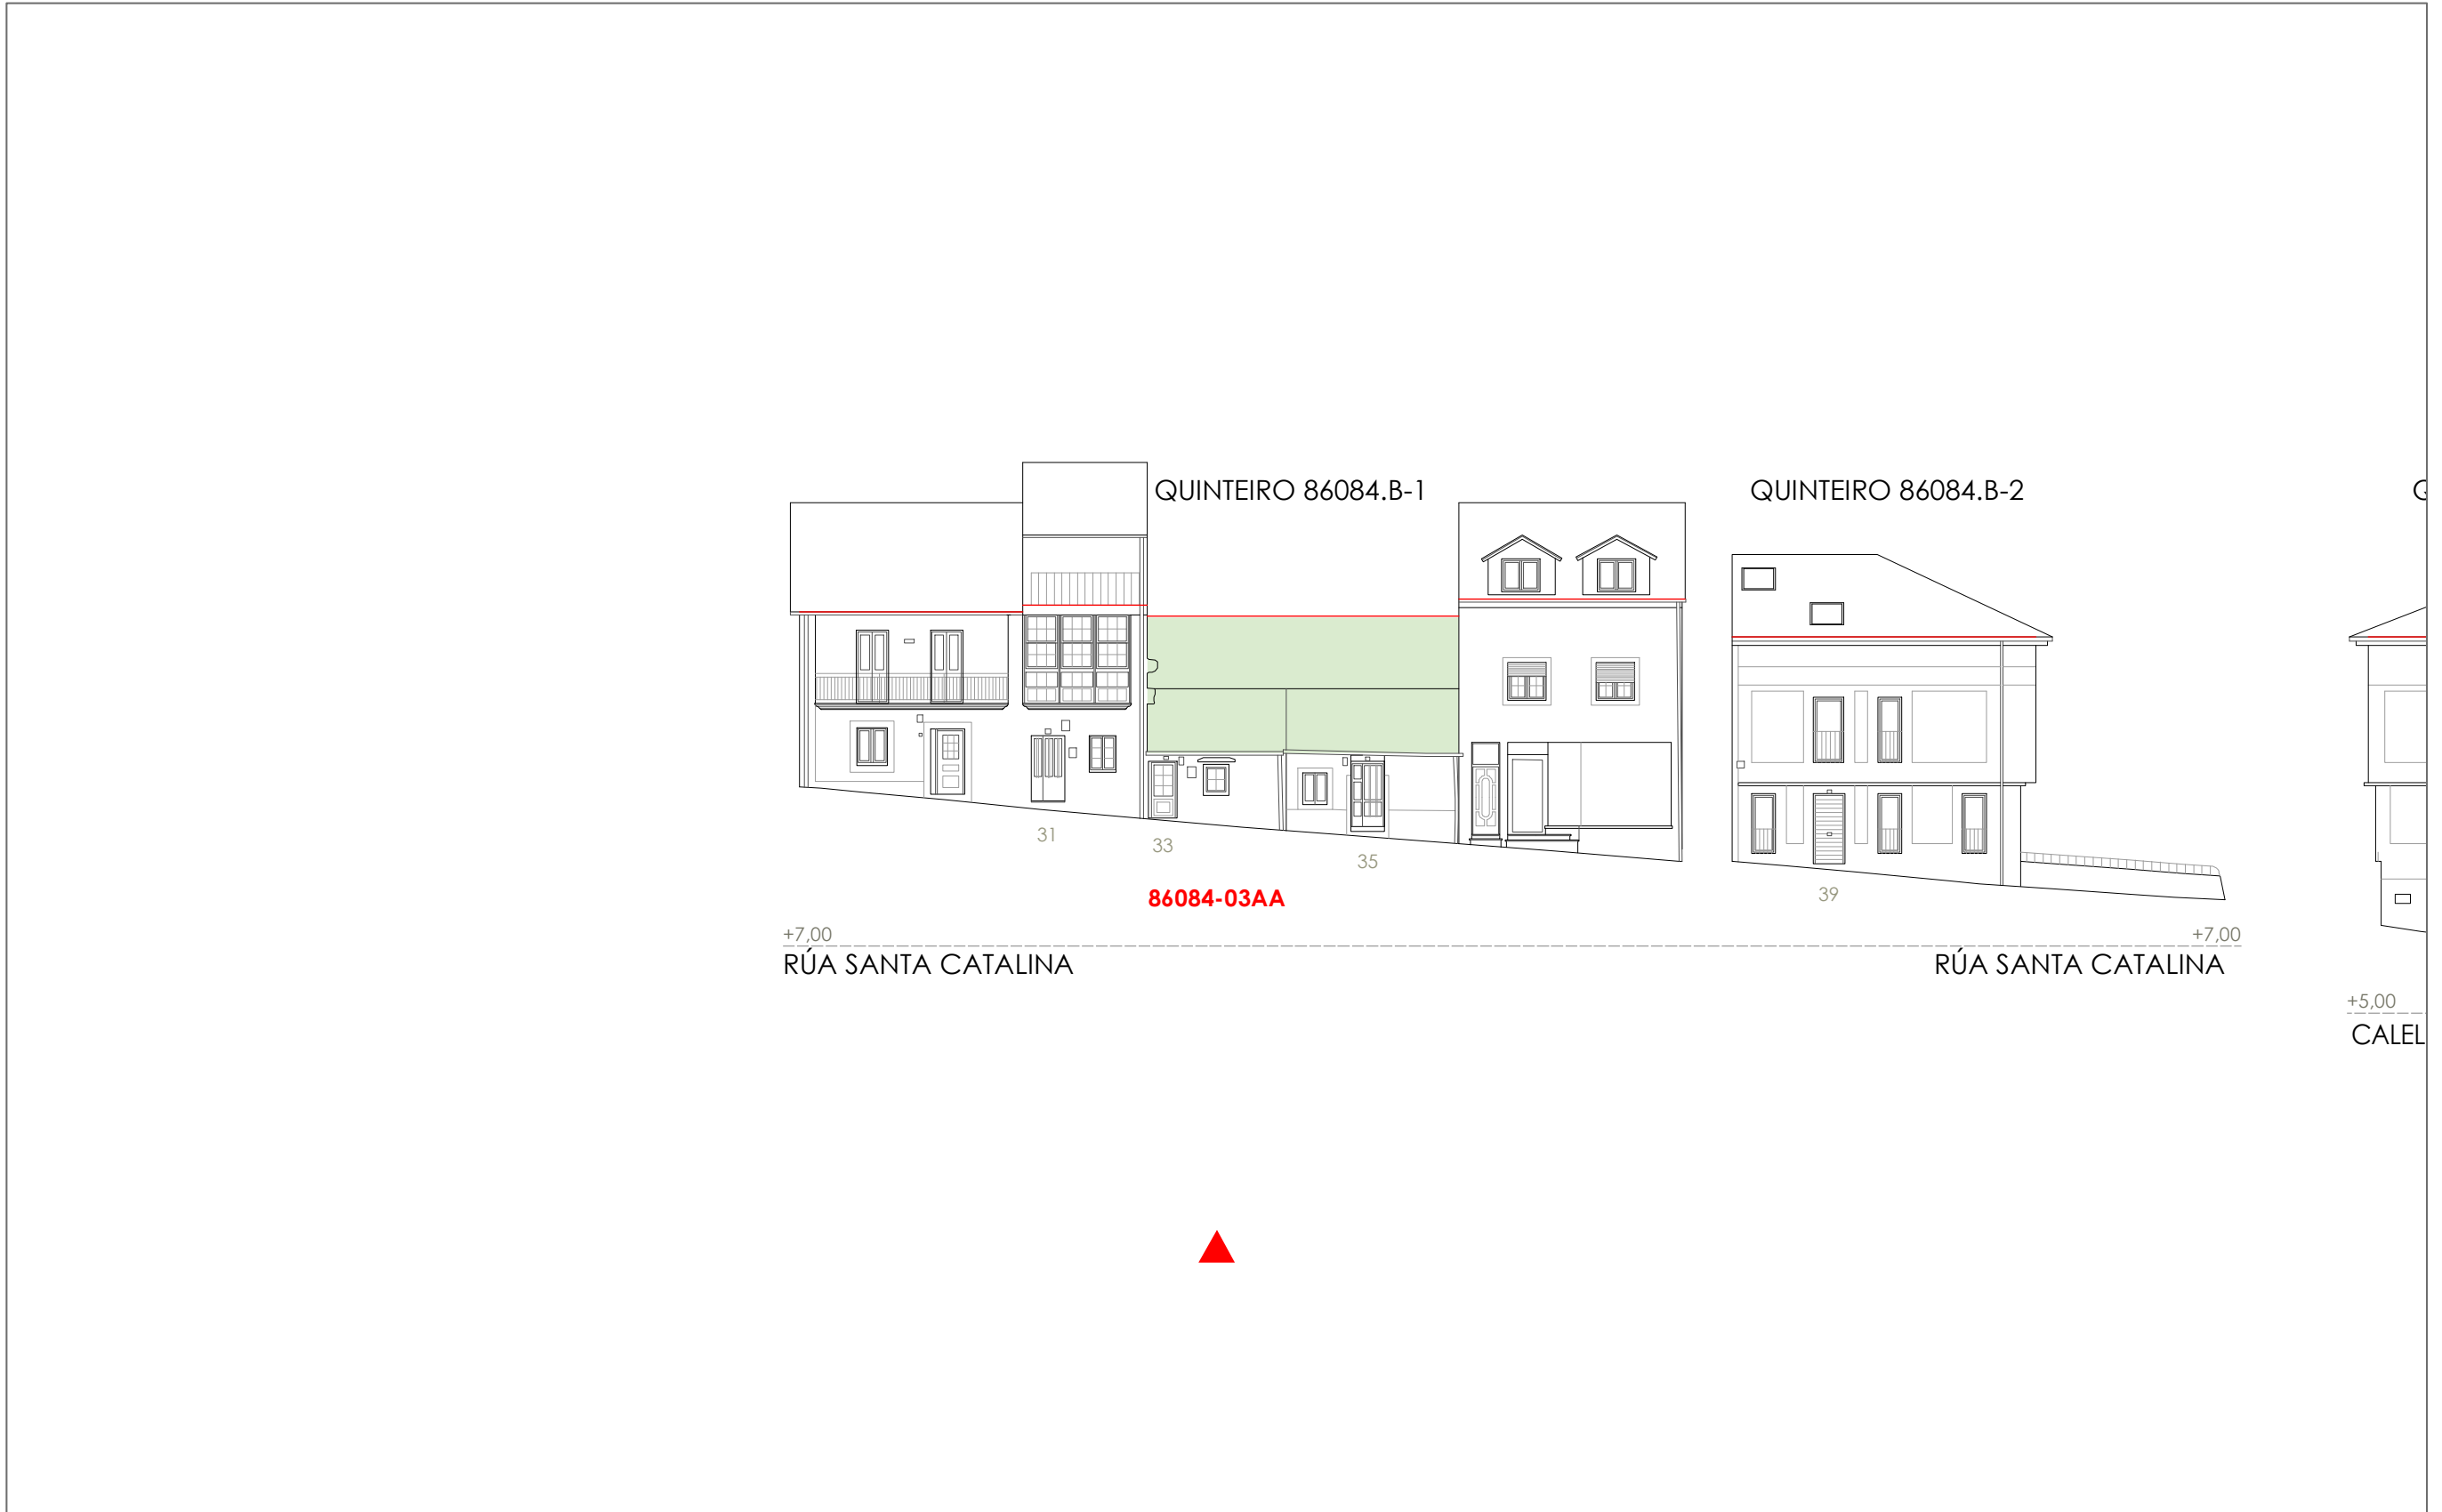 QUINTEIRO 86084.B-1
QUINTEIRO 86084.B-2
31
33
35
39
86084-03AA
+7,00
+7,00
RÚA SANTA CATALINA
RÚA SANTA CATALINA
+5,00
CALEL